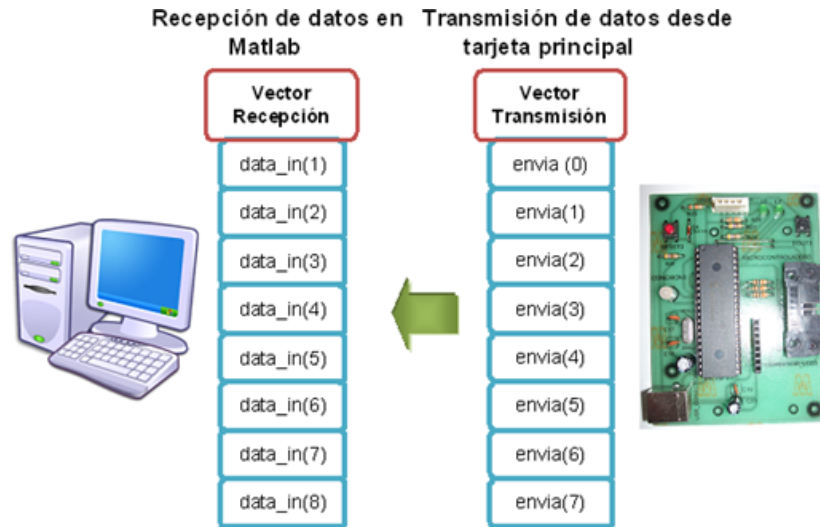 Recepción de datos en
Matlab
Transmisión de datos desde
tarjeta principal
Vector
Recepción
data_in(1)
data_in(2)
data_in(3)
data_in(4)
data_in(5)
data_in(6)
data_in(7)
data_in(8)
Vector
Transmisión
envia (0)
envia(1)
envia(2)
envia(3)
envia(4)
envia(5)
envia(6)
envia(7)